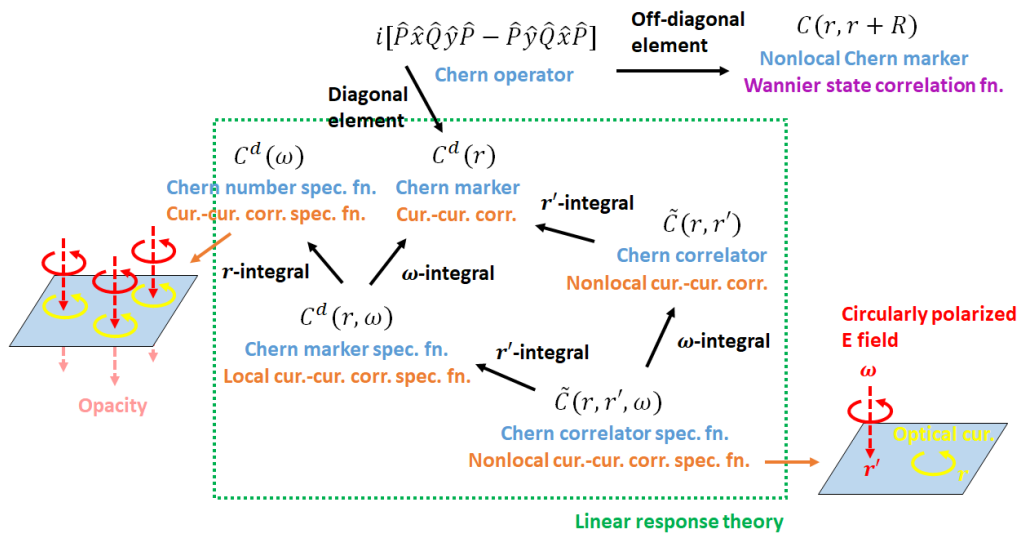 i[P̂x̂Q̂ŷP̂ − P̂ŷQ̂x̂P̂]
Chern operator
Off-diagonal
element
C(r, r + R)
Nonlocal Chern marker
Wannier state correlation fn.
Diagonal
element
C^d(ω)
Chern number spec. fn.
Cur.-cur. corr. spec. fn.
C^d(r)
Chern marker
Cur.-cur. corr.
r′-integral
C̃(r, r′)
Chern correlator
Nonlocal cur.-cur. corr.
r-integral
ω-integral
C^d(r, ω)
Chern marker spec. fn.
Local cur.-cur. corr. spec. fn.
r′-integral
ω-integral
C̃(r, r′, ω)
Chern correlator spec. fn.
Nonlocal cur.-cur. corr. spec. fn.
Opacity
Circularly polarized
E field
ω
Optical cur.
r′
r
Linear response theory